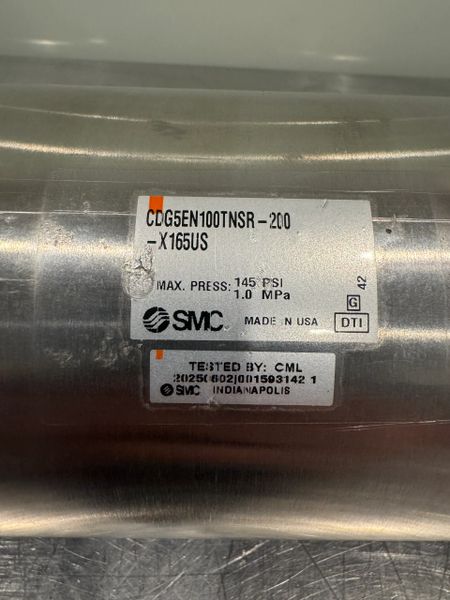 CDG5EN100TNSR-200
-X165US
MAX. PRESS: 145 PSI
1.0 MPa
42
G
SMC MADE IN USA DTI
TESTED BY: CML
20250602|001593142 1
SMC INDIANAPOLIS